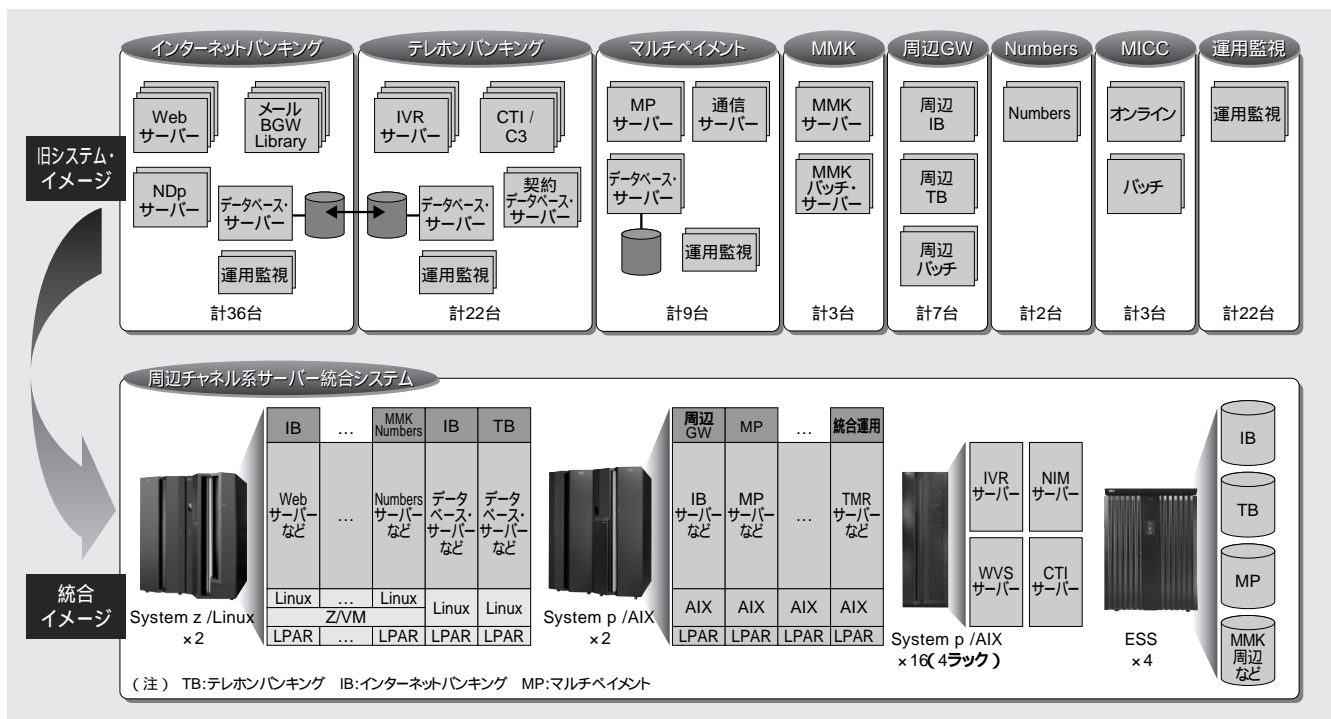 インターネットバンキング
テレホンバンキング
マルチペイメント
MMK
周辺GW
Numbers
MICC
運用監視
旧システム・
イメージ
Web
サーバー
メール
BGW
Library
NDp
サーバー
データベース・
サーバー
運用監視
計36台
IVR
サーバー
CTI /
C3
データベース・
サーバー
契約
データベース・
サーバー
運用監視
計22台
MP
サーバー
通信
サーバー
データベース・
サーバー
運用監視
計9台
MMK
サーバー
MMK
バッチ・
サーバー
計3台
周辺
IB
周辺
TB
周辺
バッチ
計7台
Numbers
計2台
オンライン
バッチ
計3台
運用監視
計22台
周辺チャネル系サーバー統合システム
統合
イメージ
System z /Linux
×2
IB
…
MMK
Numbers
IB
TB
Web
サーバー
など
…
Numbers
サーバー
など
データ
ベース・
サーバー
など
データ
ベース・
サーバー
など
Linux
…
Linux
Linux
Linux
Z/VM
LPAR
…
LPAR
LPAR
LPAR
System p /AIX
×2
周辺
GW
MP
…
統合運用
IB
サーバー
など
MP
サーバー
など
…
TMR
サーバー
など
AIX
AIX
AIX
AIX
LPAR
LPAR
LPAR
LPAR
System p /AIX
×16(4ラック)
IVR
サーバー
NIM
サーバー
WVS
サーバー
CTI
サーバー
ESS
×4
IB
TB
MP
MMK
周辺
など
(注) TB:テレホンバンキング IB:インターネットバンキング MP:マルチペイメント